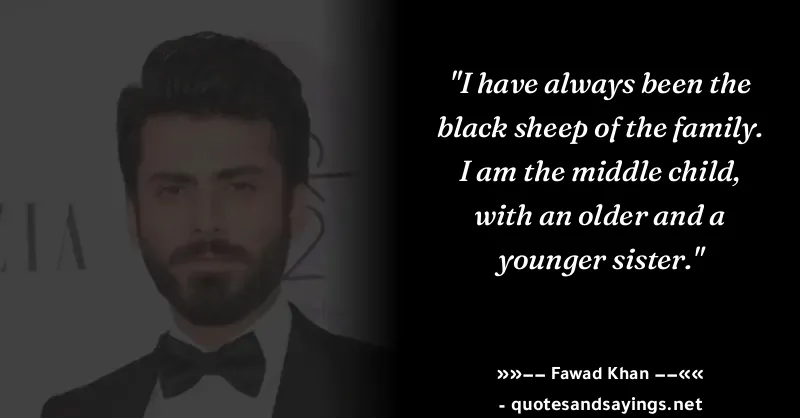 "I have always been the
black sheep of the family.
I am the middle child,
with an older and a
younger sister."
»»−− Fawad Khan −−««
- quotesandsayings.net
ZIA